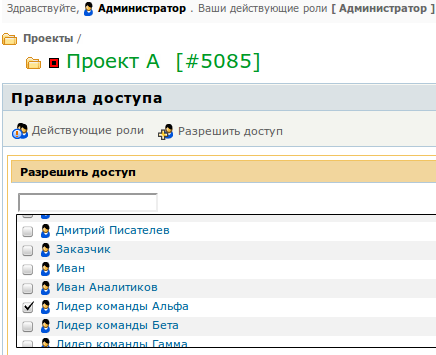 Здравствуйте, Администратор . Ваши действующие роли [ Администратор ]
Проекты /
Проект А [#5085]
Правила доступа
Действующие роли Разрешить доступ
Разрешить доступ
Дмитрий Писателев
Заказчик
Иван
Иван Аналитиков
Лидер команды Альфа
Лидер команды Бета
Лидер команды Гамма